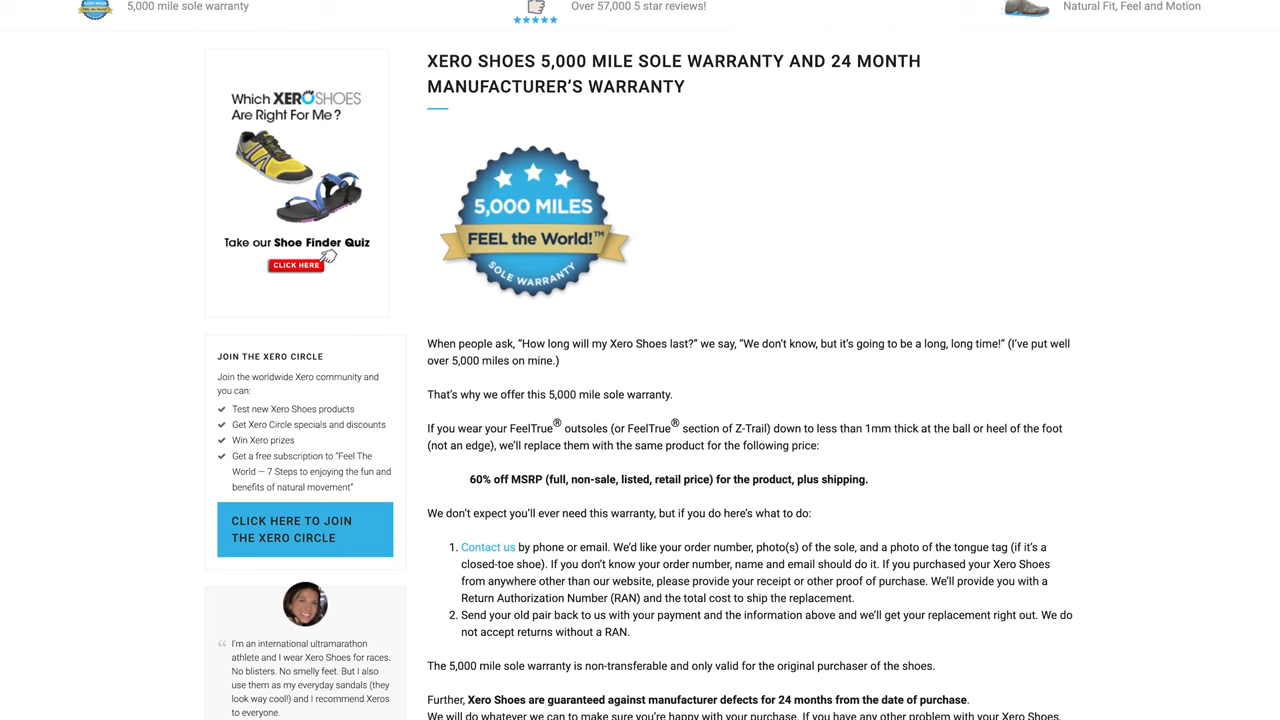 5,000 mile sole warranty
Over 57,000 5 star reviews!
Natural Fit, Feel and Motion
Which XEROSHOES
Are Right For Me?
Take our Shoe Finder Quiz
CLICK HERE
JOIN THE XERO CIRCLE
Join the worldwide Xero community and
you can:
Test new Xero Shoes products
Get Xero Circle specials and discounts
Win Xero prizes
Get a free subscription to “Feel The
World — 7 Steps to enjoying the fun and
benefits of natural movement”
CLICK HERE TO JOIN
THE XERO CIRCLE
“ I'm an international ultramarathon
athlete and I wear Xero Shoes for races.
No blisters. No smelly feet. But I also
use them as my everyday sandals (they
look way cool!) and I recommend Xeros
to everyone.
XERO SHOES 5,000 MILE SOLE WARRANTY AND 24 MONTH
MANUFACTURER’S WARRANTY
5,000 MILES
FEEL the World!™
SOLE WARRANTY
When people ask, “How long will my Xero Shoes last?” we say, “We don’t know, but it’s going to be a long, long time!” (I’ve put well
over 5,000 miles on mine.)
That’s why we offer this 5,000 mile sole warranty.
If you wear your FeelTrue® outsoles (or FeelTrue® section of Z-Trail) down to less than 1mm thick at the ball or heel of the foot
(not an edge), we’ll replace them with the same product for the following price:
60% off MSRP (full, non-sale, listed, retail price) for the product, plus shipping.
We don’t expect you’ll ever need this warranty, but if you do here’s what to do:
1. Contact us by phone or email. We’d like your order number, photo(s) of the sole, and a photo of the tongue tag (if it’s a
closed-toe shoe). If you don’t know your order number, name and email should do it. If you purchased your Xero Shoes
from anywhere other than our website, please provide your receipt or other proof of purchase. We’ll provide you with a
Return Authorization Number (RAN) and the total cost to ship the replacement.
2. Send your old pair back to us with your payment and the information above and we’ll get your replacement right out. We do
not accept returns without a RAN.
The 5,000 mile sole warranty is non-transferable and only valid for the original purchaser of the shoes.
Further, Xero Shoes are guaranteed against manufacturer defects for 24 months from the date of purchase.
We will do whatever we can to make sure you’re happy with your purchase. If you have any other problem with your Xero Shoes,